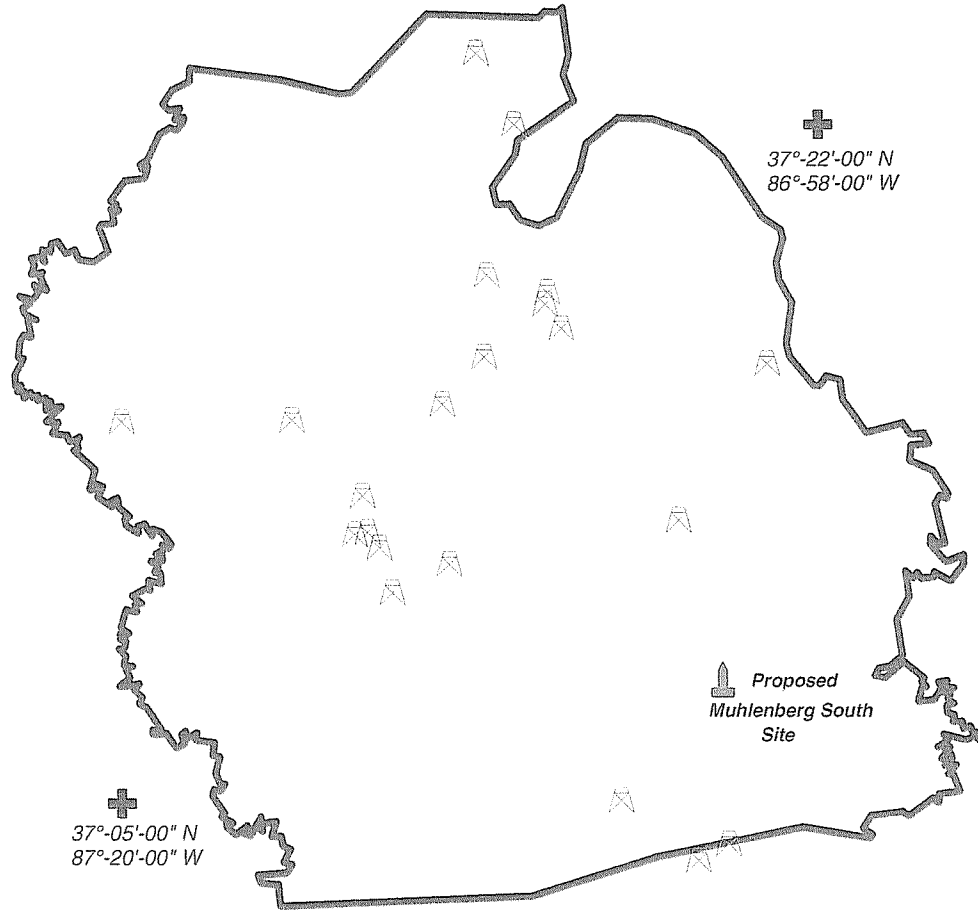 37°-22'-00" N
86°-58'-00" W
Proposed
Muhlenberg South
Site
37°-05'-00" N
87°-20'-00" W